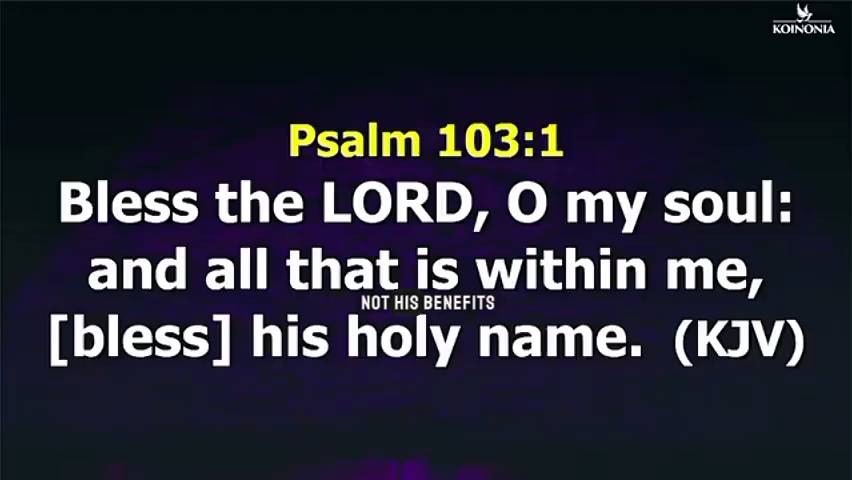 KOINONIA
Psalm 103:1
Bless the LORD, O my soul:
and all that is within me,
NOT HIS BENEFITS
[bless] his holy name. (KJV)